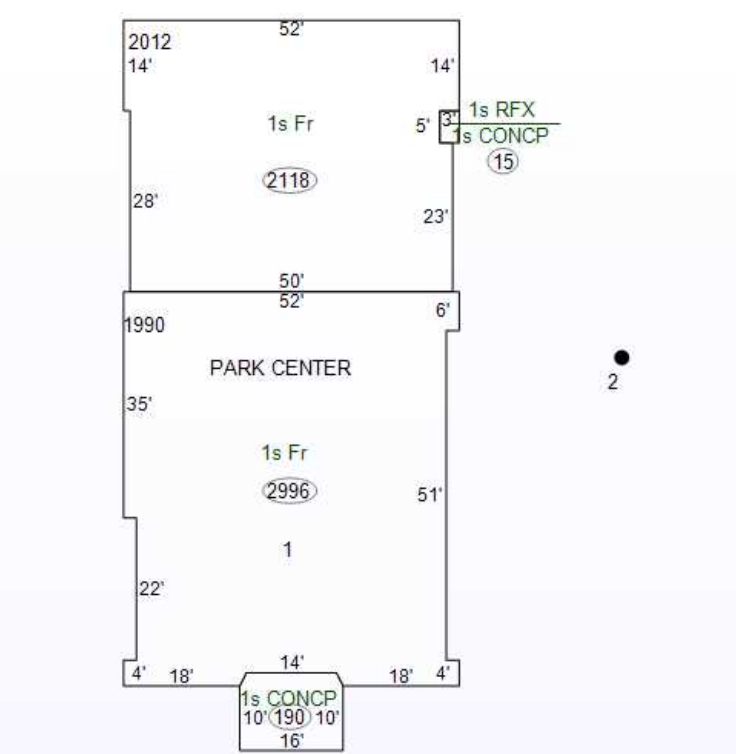 52'
2012
14' 14'
1s RFX
5' 3'
1s Fr
1s CONCP
15
2118
28'
23'
50'
52'
6'
1990
PARK CENTER
2
35'
1s Fr
2996
51'
1
22'
14'
4' 18' 18' 4'
1s CONCP
10' 190 10'
16'